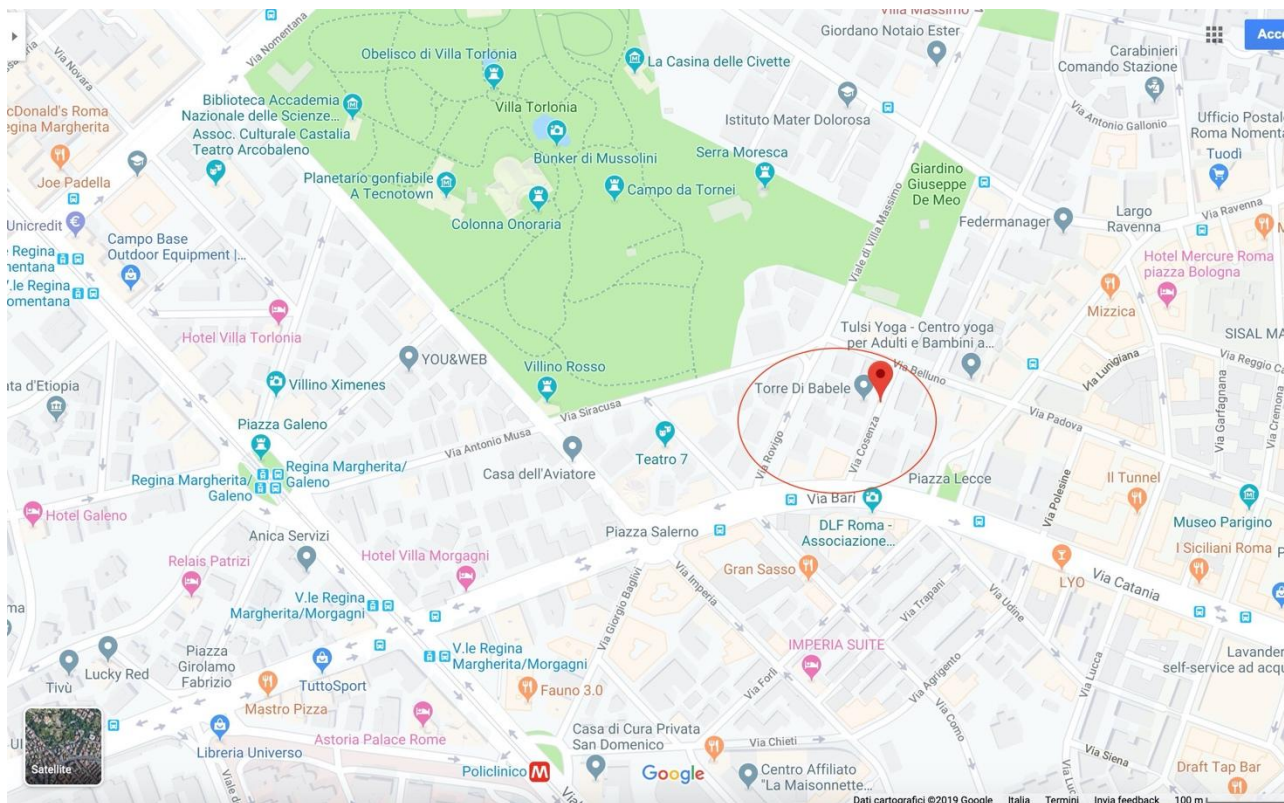 Villa Massimo
Giordano Notaio Ester
Acce
Via Nomentana
Via Novara
Obelisco di Villa Torlonia
La Casina delle Civette
Carabinieri
Comando Stazione
cDonald's Roma
egina Margherita
Biblioteca Accademia
Nazionale delle Scienze...
Villa Torlonia
Istituto Mater Dolorosa
Via Antonio Gallonio
Ufficio Postal
Roma Nomenta
Assoc. Culturale Castalia
Teatro Arcobaleno
Bunker di Mussolini
Serra Moresca
Tuodì
Joe Padella
Planetario gonfiabile
A Tecnotown
Campo da Tornei
Giardino
Giuseppe
De Meo
Viale di Villa Massimo
Unicredit
Colonna Onoraria
Federmanager
Largo
Ravenna
Via Ravenna
Campo Base
Outdoor Equipment |...
le Regina
mentana
V.le Regina
omentana
Hotel Mercure Roma
piazza Bologna
Mizzica
Hotel Villa Torlonia
Tulsi Yoga - Centro yoga
per Adulti e Bambini a...
SISAL MA
YOU&WEB
Via Belluno
Via Lunigiana
Via Reggio Ca
ata d'Etiopia
Villino Ximenes
Villino Rosso
Torre Di Babele
Via Siracusa
Via Padova
Via Garfagnana
Via Cremona
Piazza Galeno
Via Antonio Musa
Teatro 7
Via Rovigo
Via Cosenza
Regina Margherita/
Galeno
Regina Margherita/
Galeno
Casa dell'Aviatore
Piazza Lecce
Il Tunnel
Via Bari
Via Polesine
Hotel Galeno
DLF Roma -
Associazione...
Museo Parigino
Anica Servizi
Piazza Salerno
I Siciliani Roma
Relais Patrizi
Hotel Villa Morgagni
Gran Sasso
LYO
Via Catania
Via Imperia
Via Trapani
Via Udine
V.le Regina
Margherita/Morgagni
Via Giorgio Baglivi
Piazza
Girolamo
Fabrizio
V.le Regina
Margherita/Morgagni
IMPERIA SUITE
Lavander
self-service ad acqu
Lucky Red
Tivù
TuttoSport
Fauno 3.0
Via Forlì
Via Agrigento
Via Lucca
Mastro Pizza
Via Como
Casa di Cura Privata
San Domenico
Via Chieti
Libreria Universo
Astoria Palace Rome
Via Siena
Satellite
Policlinico
M
Google
Centro Affiliato
"La Maisonnette...
Draft Tap Bar
Dati cartografici ©2019 Google Italia Termini Invia feedback 100 m